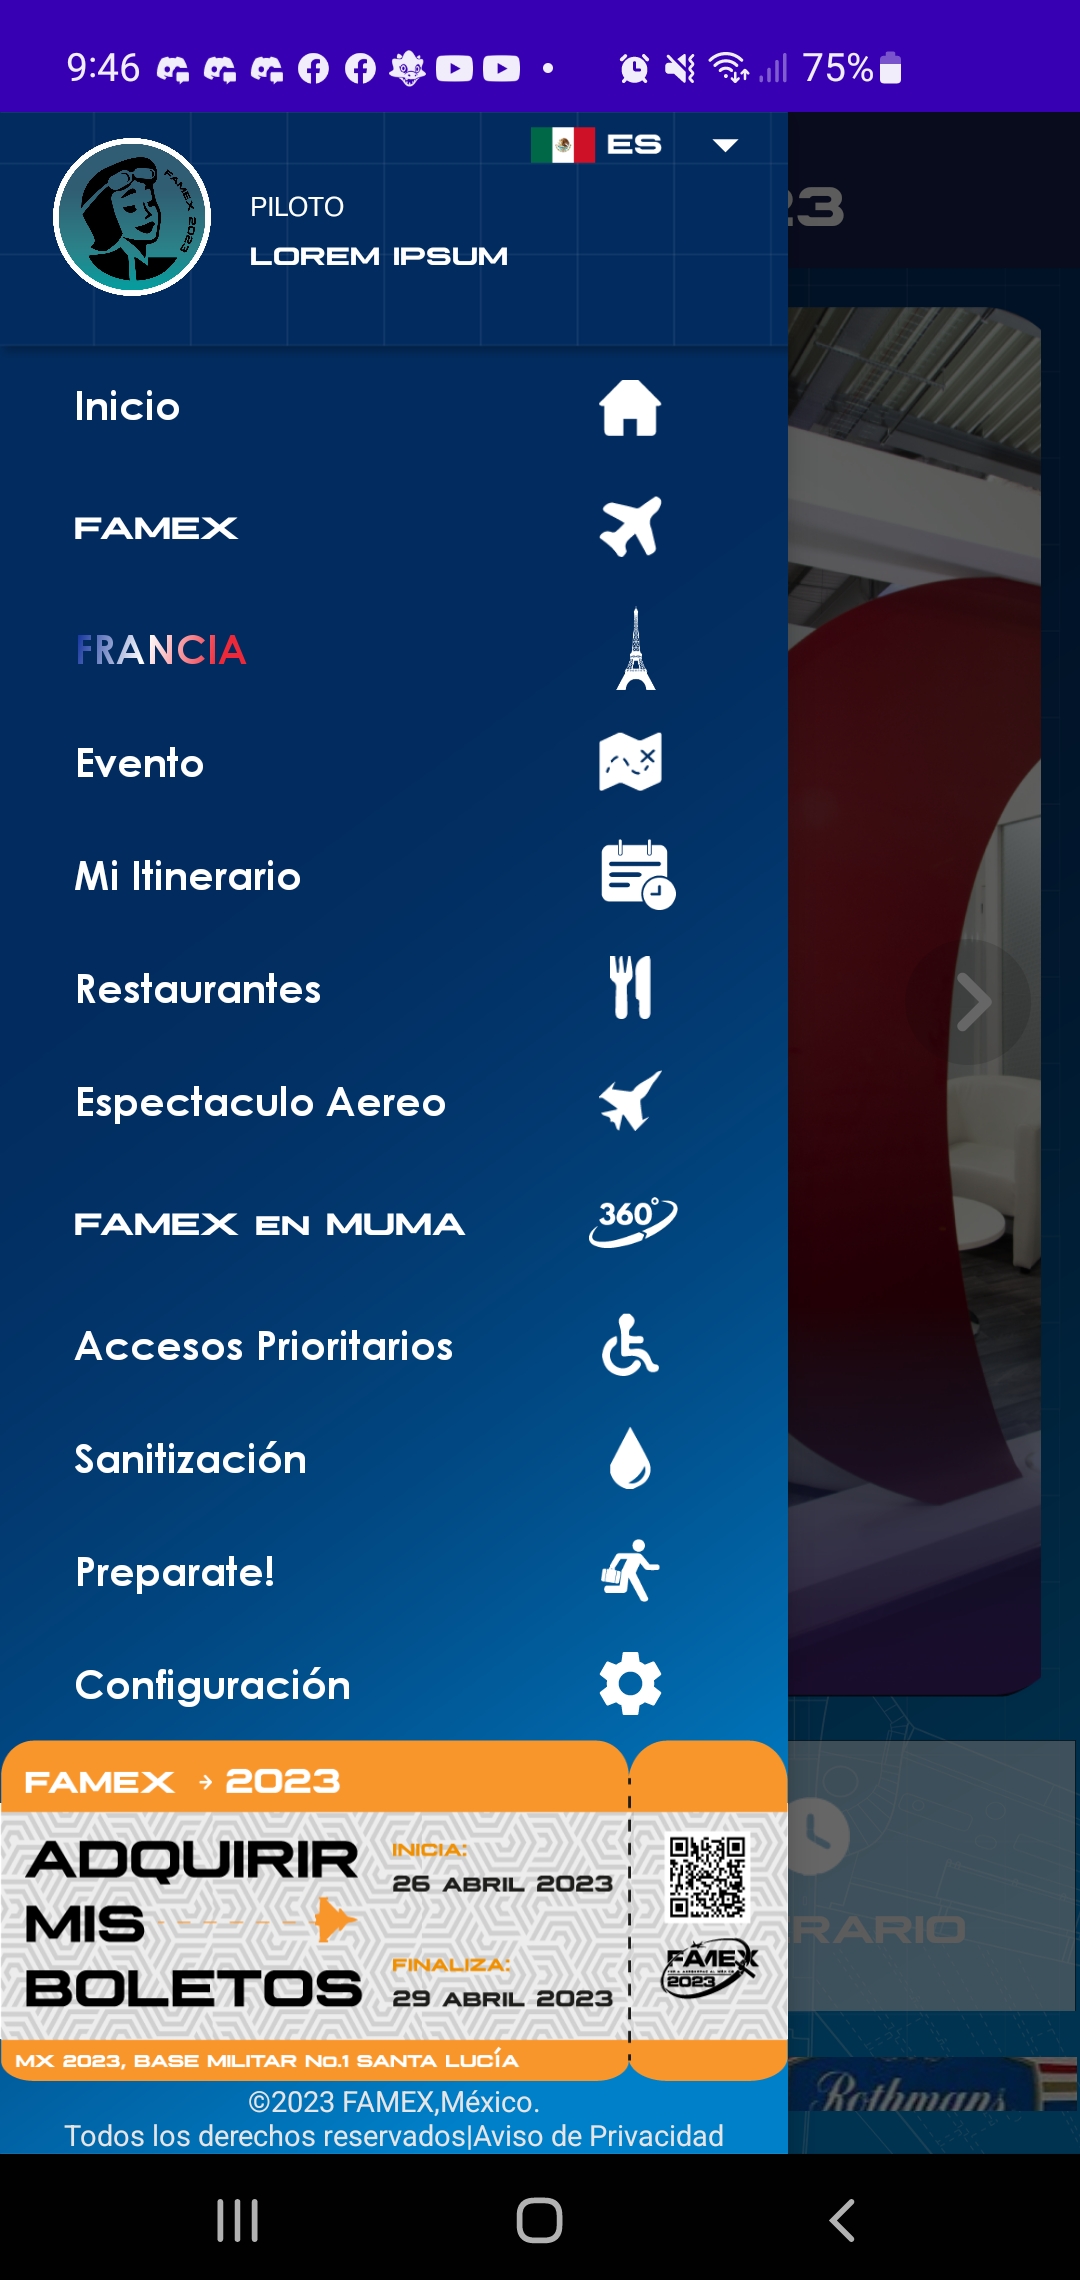 9:46
75%
ES
23
FAMEX 2023
PILOTO
LOREM IPSUM
Inicio
FAMEX
FRANCIA
Evento
Mi Itinerario
Restaurantes
Espectaculo Aereo
FAMEX EN MUMA
360°
Accesos Prioritarios
Sanitización
Preparate!
Configuración
FAMEX → 2023
ADQUIRIR
MIS
BOLETOS
INICIA:
26 ABRIL 2023
FINALIZA:
29 ABRIL 2023
FAMEX
2023
RARIO
MX 2023, BASE MILITAR No.1 SANTA LUCÍA
Rothmans
©2023 FAMEX,México.
Todos los derechos reservados|Aviso de Privacidad